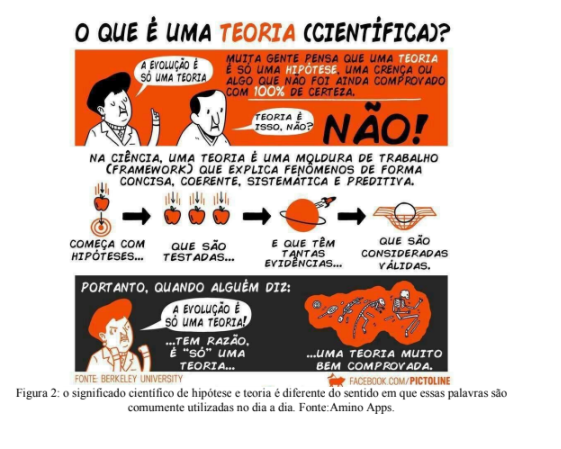 O QUE É UMA TEORIA (CIENTÍFICA)?
A EVOLUÇÃO É
SÓ UMA TEORIA
MUITA GENTE PENSA QUE UMA TEORIA
É SÓ UMA HIPÓTESE, UMA CRENÇA OU
ALGO QUE NÃO FOI AINDA COMPROVADO
COM 100% DE CERTEZA.
TEORIA É
ISSO, NÃO?
NÃO!
NA CIÊNCIA, UMA TEORIA É UMA MOLDURA DE TRABALHO
(FRAMEWORK) QUE EXPLICA FENÔMENOS DE FORMA
CONCISA, COERENTE, SISTEMÁTICA E PREDITIVA.
COMEÇA COM
HIPÓTESES...
QUE SÃO
TESTADAS...
E QUE TÊM
TANTAS
EVIDÊNCIAS...
QUE SÃO
CONSIDERADAS
VÁLIDAS.
PORTANTO, QUANDO ALGUÉM DIZ:
A EVOLUÇÃO É
SÓ UMA TEORIA!
...TEM RAZÃO,
É "SÓ" UMA
TEORIA...
...UMA TEORIA MUITO
BEM COMPROVADA.
FONTE: BERKELEY UNIVERSITY
FACEBOOK.COM/PICTOLINE
Figura 2: o significado científico de hipótese e teoria é diferente do sentido em que essas palavras são
comumente utilizadas no dia a dia. Fonte:Amino Apps.